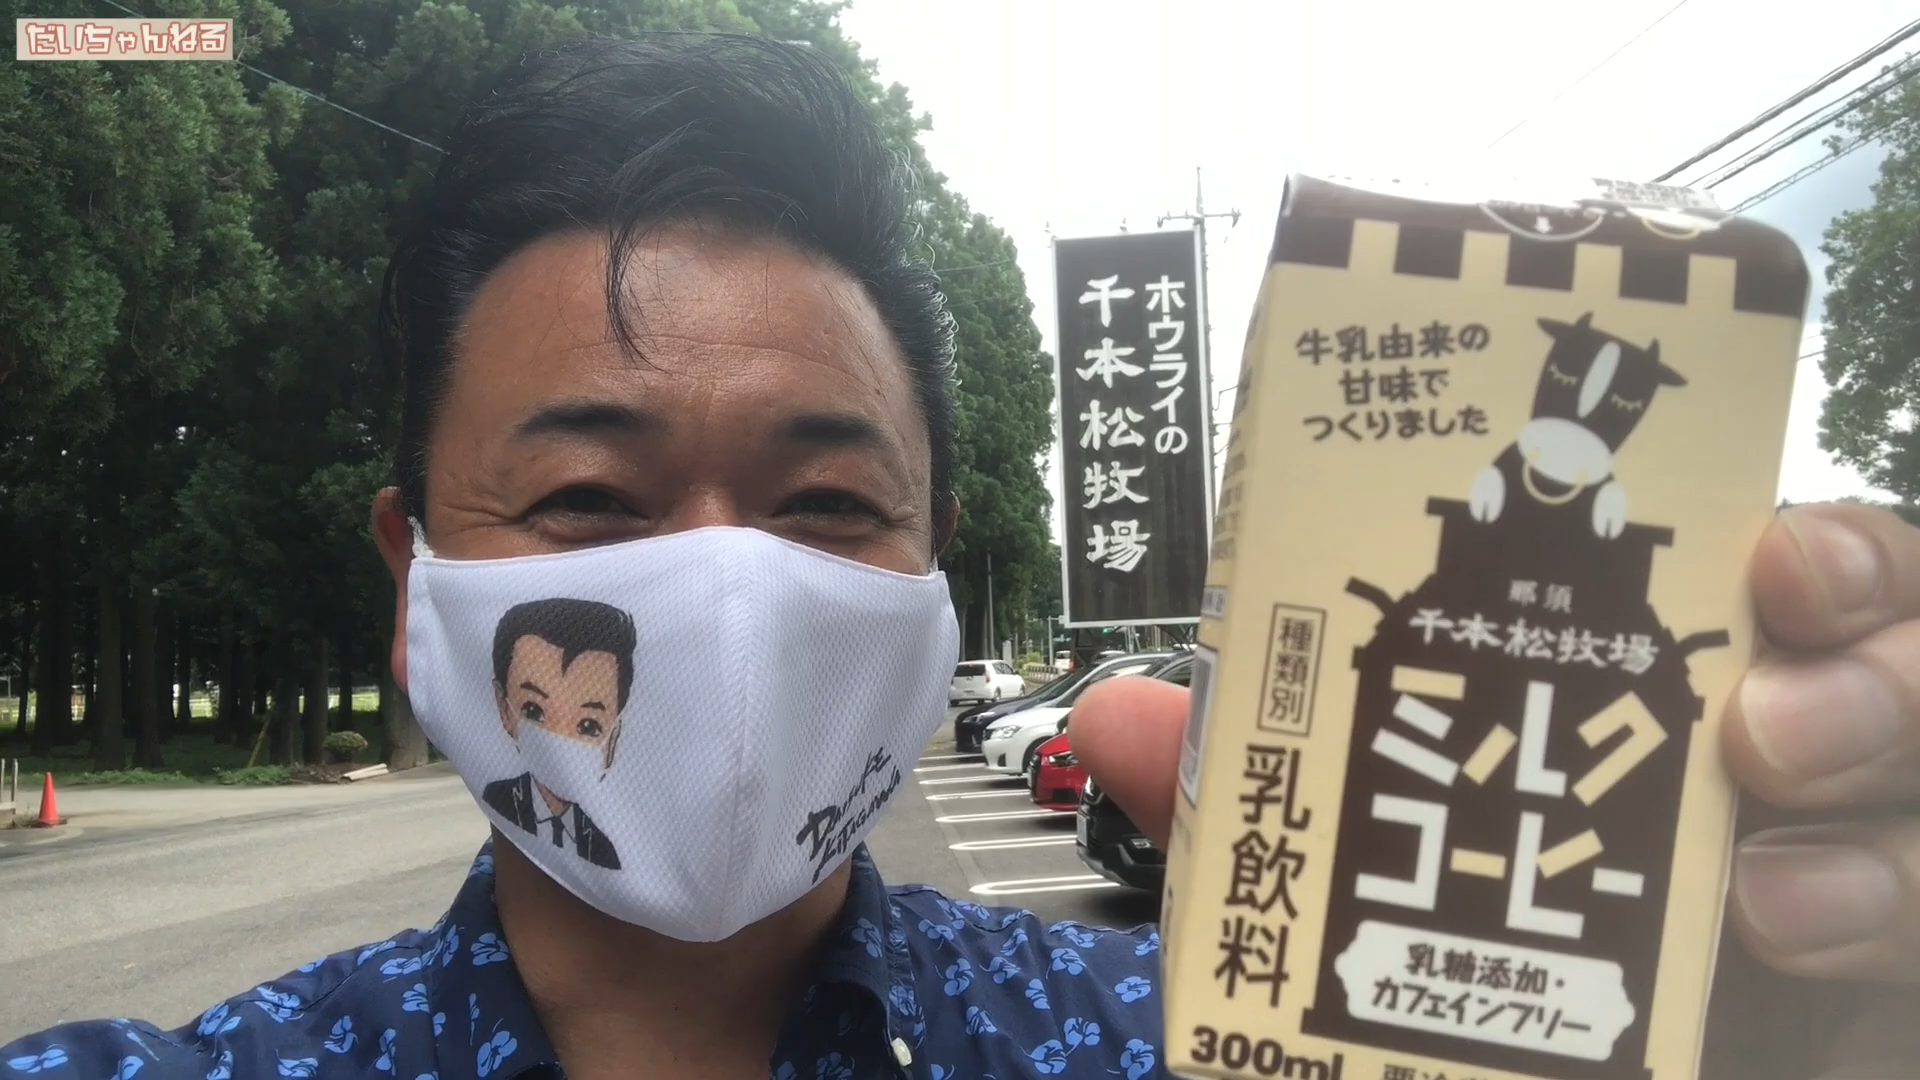 だいちゃんねる
ホウライの
千本松牧場
牛乳由来の
甘味で
つくりました
那須
千本松牧場
ミルク
コーヒー
乳糖添加・
カフェインフリー
種類別
乳飲料
300ml
DAISUKE
KITAGAWA